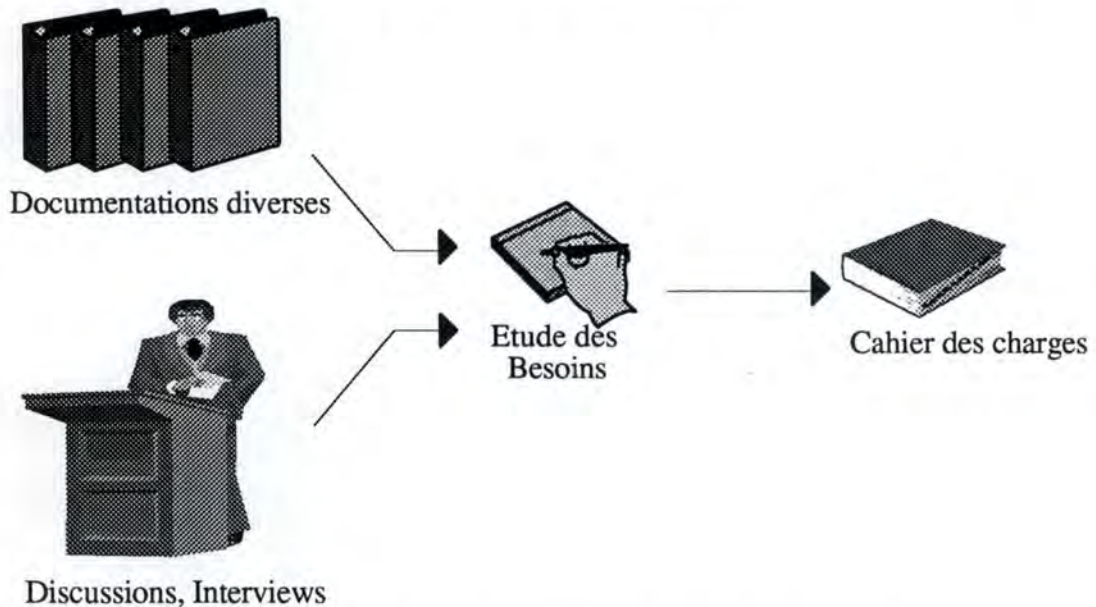 Documentations diverses
Etude des
Besoins
Cahier des charges
Discussions, Interviews